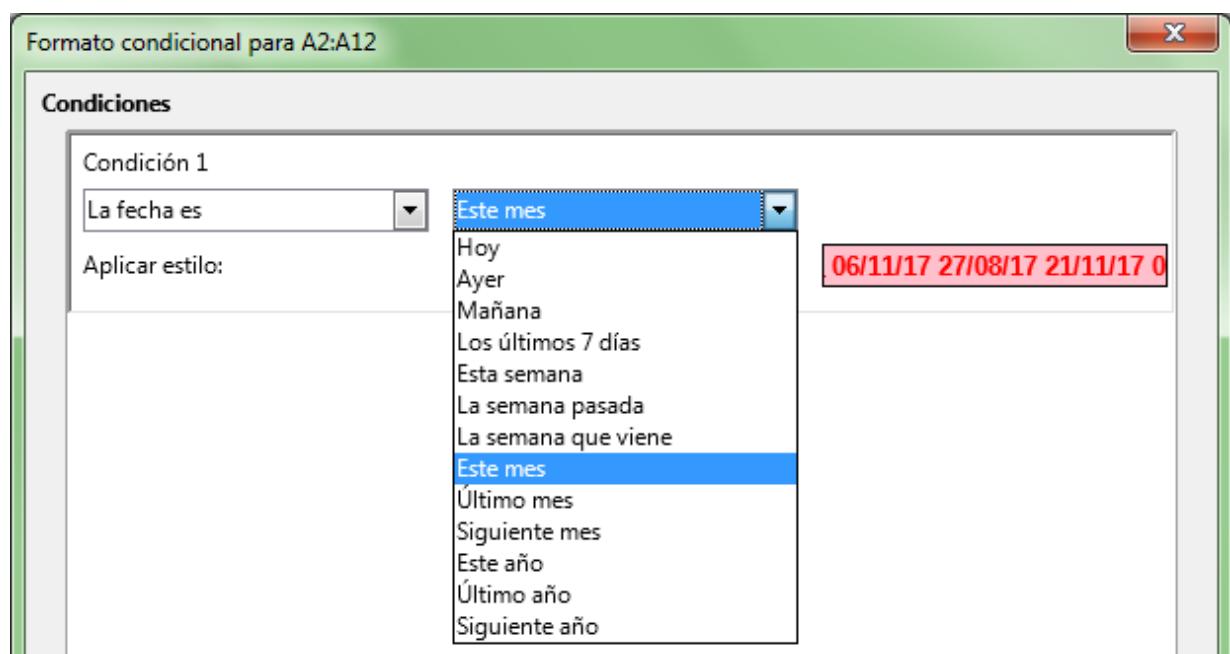 Formato condicional para A2:A12
Condiciones
Condición 1
La fecha es
Este mes
Aplicar estilo:
. 06/11/17 27/08/17 21/11/17 0
Hoy
Ayer
Mañana
Los últimos 7 días
Esta semana
La semana pasada
La semana que viene
Este mes
Último mes
Siguiente mes
Este año
Último año
Siguiente año